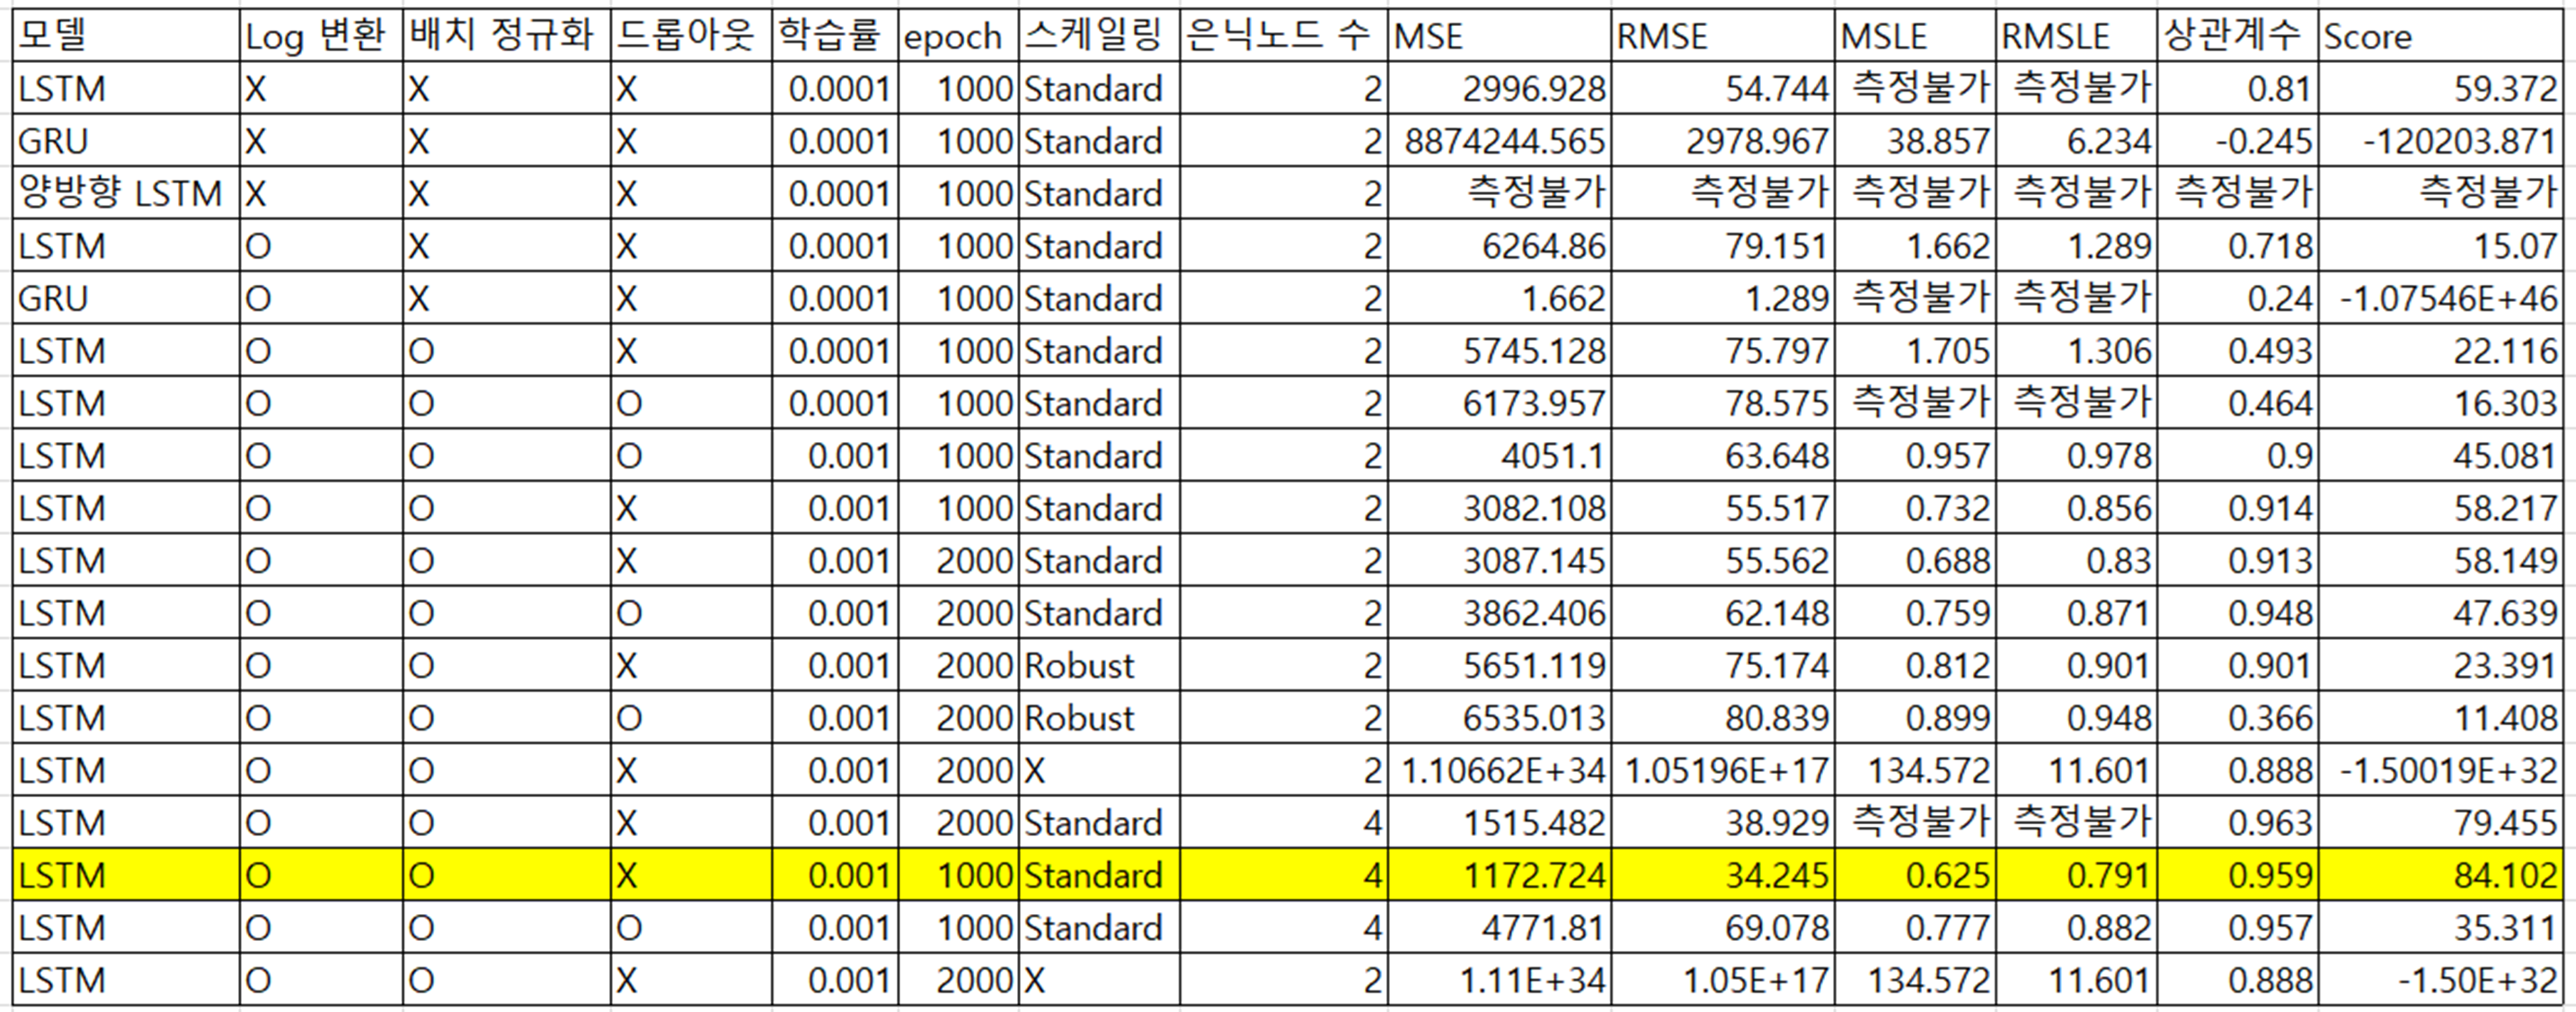 모델 Log 변환 배치 정규화 드롭아웃 학습률 epoch 스케일링 은닉노드 수 MSE RMSE MSLE RMSLE 상관계수 Score
LSTM X X X 0.0001 1000 Standard 2 2996.928 54.744 측정불가 측정불가 0.81 59.372
GRU X X X 0.0001 1000 Standard 2 8874244.565 2978.967 38.857 6.234 -0.245 -120203.871
양방향 LSTM X X X 0.0001 1000 Standard 2 측정불가 측정불가 측정불가 측정불가 측정불가 측정불가
LSTM O X X 0.0001 1000 Standard 2 6264.86 79.151 1.662 1.289 0.718 15.07
GRU O X X 0.0001 1000 Standard 2 1.662 1.289 측정불가 측정불가 0.24 -1.07546E+46
LSTM O O X 0.0001 1000 Standard 2 5745.128 75.797 1.705 1.306 0.493 22.116
LSTM O O O 0.0001 1000 Standard 2 6173.957 78.575 측정불가 측정불가 0.464 16.303
LSTM O O O 0.001 1000 Standard 2 4051.1 63.648 0.957 0.978 0.9 45.081
LSTM O O X 0.001 1000 Standard 2 3082.108 55.517 0.732 0.856 0.914 58.217
LSTM O O X 0.001 2000 Standard 2 3087.145 55.562 0.688 0.83 0.913 58.149
LSTM O O O 0.001 2000 Standard 2 3862.406 62.148 0.759 0.871 0.948 47.639
LSTM O O X 0.001 2000 Robust 2 5651.119 75.174 0.812 0.901 0.901 23.391
LSTM O O O 0.001 2000 Robust 2 6535.013 80.839 0.899 0.948 0.366 11.408
LSTM O O X 0.001 2000 X 2 1.10662E+34 1.05196E+17 134.572 11.601 0.888 -1.50019E+32
LSTM O O X 0.001 2000 Standard 4 1515.482 38.929 측정불가 측정불가 0.963 79.455
LSTM O O X 0.001 1000 Standard 4 1172.724 34.245 0.625 0.791 0.959 84.102
LSTM O O O 0.001 1000 Standard 4 4771.81 69.078 0.777 0.882 0.957 35.311
LSTM O O X 0.001 2000 X 2 1.11E+34 1.05E+17 134.572 11.601 0.888 -1.50E+32